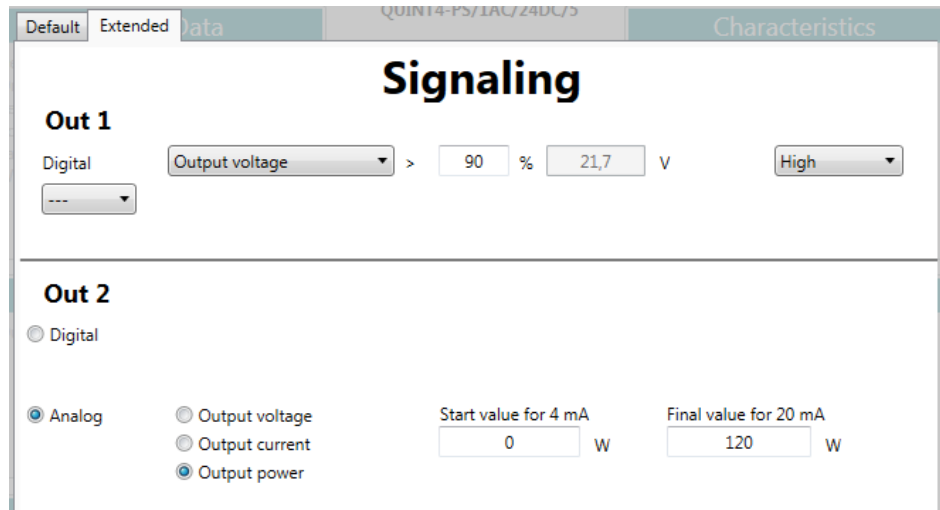 QUINT4-PS/1AC/24DC/5
Default Extended Data Characteristics
Signaling
Out 1
Digital Output voltage > 90 % 21,7 V High
---
Out 2
Digital
Analog Output voltage Start value for 4 mA Final value for 20 mA
Output current 0 W 120 W
Output power